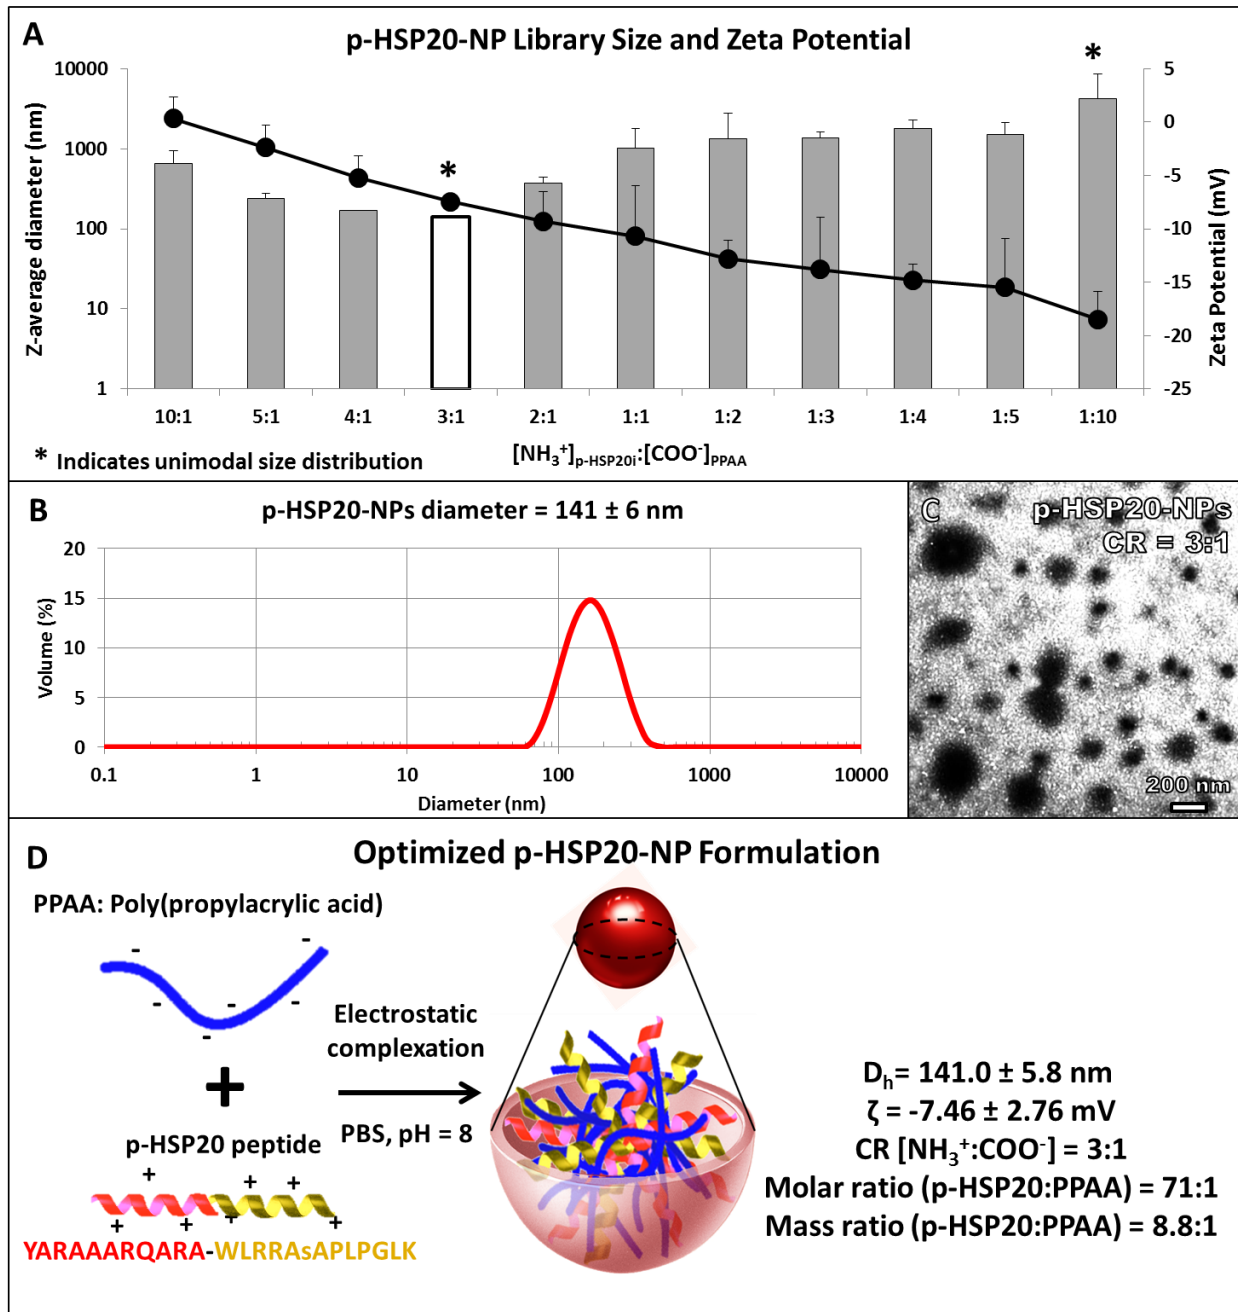 A
p-HSP20-NP Library Size and Zeta Potential
*
*
Z-average diameter (nm)
10000
1000
100
10
1
5
0
-5
-10
-15
-20
-25
Zeta Potential (mV)
10:1 5:1 4:1 3:1 2:1 1:1 1:2 1:3 1:4 1:5 1:10
* Indicates unimodal size distribution
[NH₃⁺]p-HSP20i:[COO⁻]PPAA
B
p-HSP20-NPs diameter = 141 ± 6 nm
Volume (%)
20
15
10
5
0
0.1 1 10 100 1000 10000
Diameter (nm)
C
p-HSP20-NPs
CR = 3:1
200 nm
D
Optimized p-HSP20-NP Formulation
PPAA: Poly(propylacrylic acid)
- - - - - -
+
p-HSP20 peptide
+ + + + + + +
YARAAARQARA-WLRRAsAPLPGLK
Electrostatic
complexation
PBS, pH = 8
Dₕ= 141.0 ± 5.8 nm
ζ = -7.46 ± 2.76 mV
CR [NH₃⁺:COO⁻] = 3:1
Molar ratio (p-HSP20:PPAA) = 71:1
Mass ratio (p-HSP20:PPAA) = 8.8:1